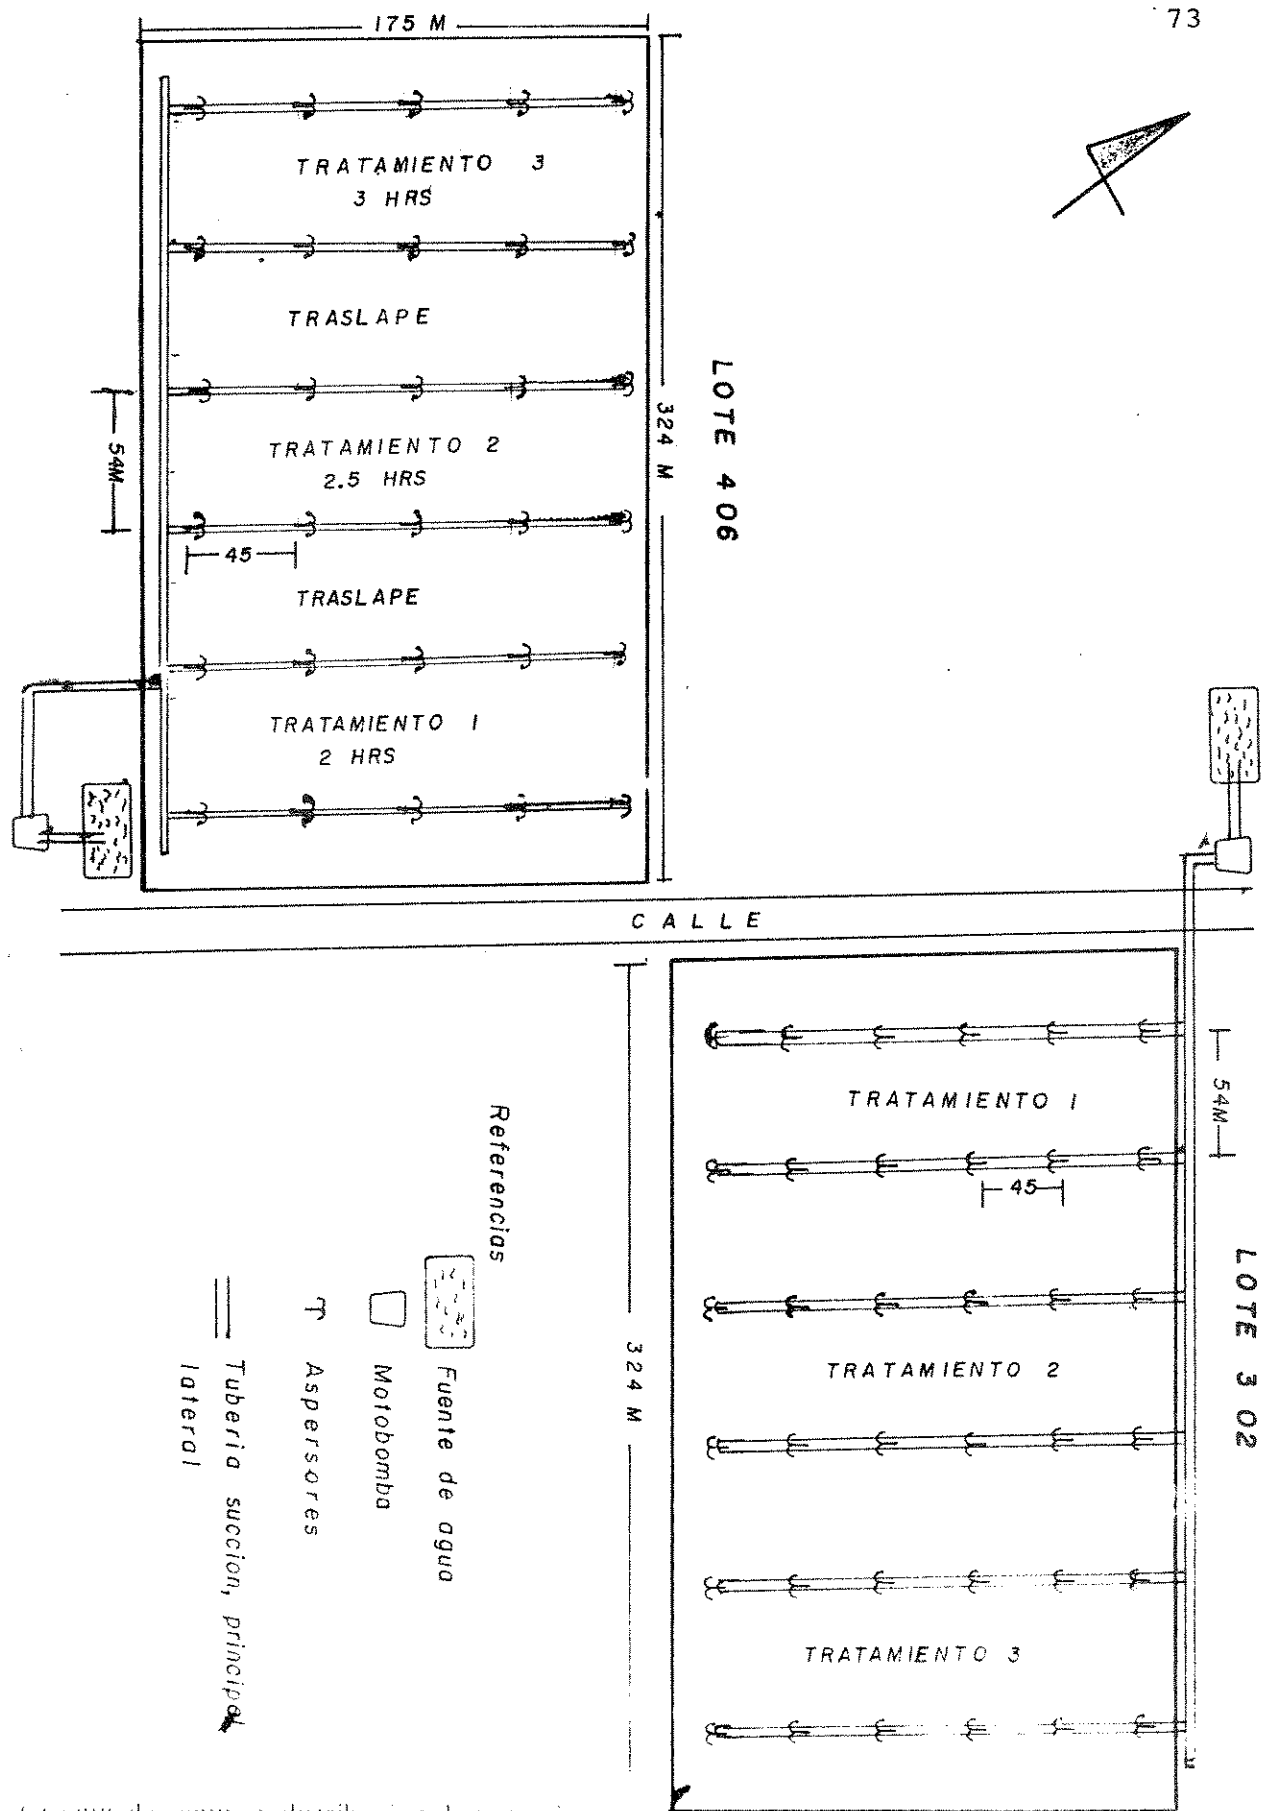 73
175 M
TRATAMIENTO 3
3 HRS
TRASLAPE
TRATAMIENTO 2
2.5 HRS
54M
45
TRASLAPE
TRATAMIENTO 1
2 HRS
324 M
LOTE 406
CALLE
TRATAMIENTO 1
54M
45
TRATAMIENTO 2
TRATAMIENTO 3
LOTE 302
324 M
Referencias
Fuente de agua
Motobomba
Aspersores
Tuberia succion, principal
lateral